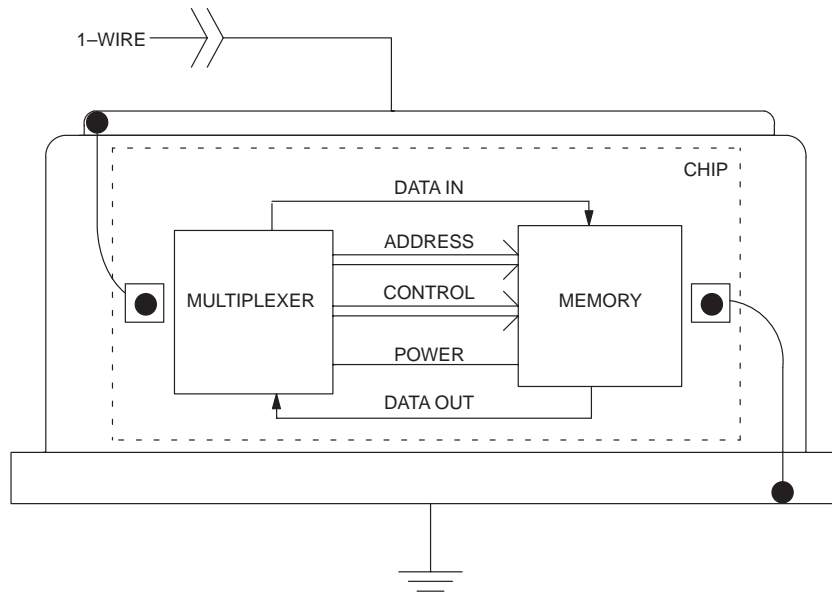 1–WIRE
CHIP
DATA IN
ADDRESS
MULTIPLEXER
CONTROL
MEMORY
POWER
DATA OUT